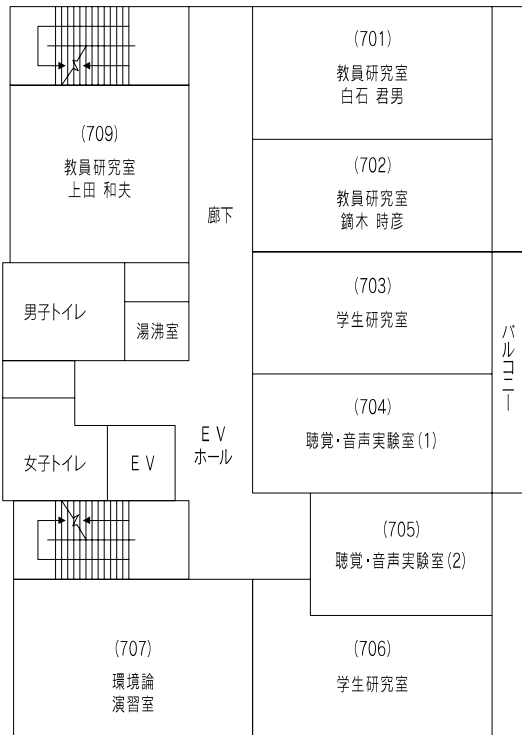 (701)
教員研究室
白石 君男
(709)
教員研究室
上田 和夫
(702)
教員研究室
鏑木 時彦
廊下
(703)
学生研究室
男子トイレ
湯沸室
バルコニー
(704)
聴覚・音声実験室(1)
EV
ホール
女子トイレ
EV
(705)
聴覚・音声実験室(2)
(707)
環境論
演習室
(706)
学生研究室